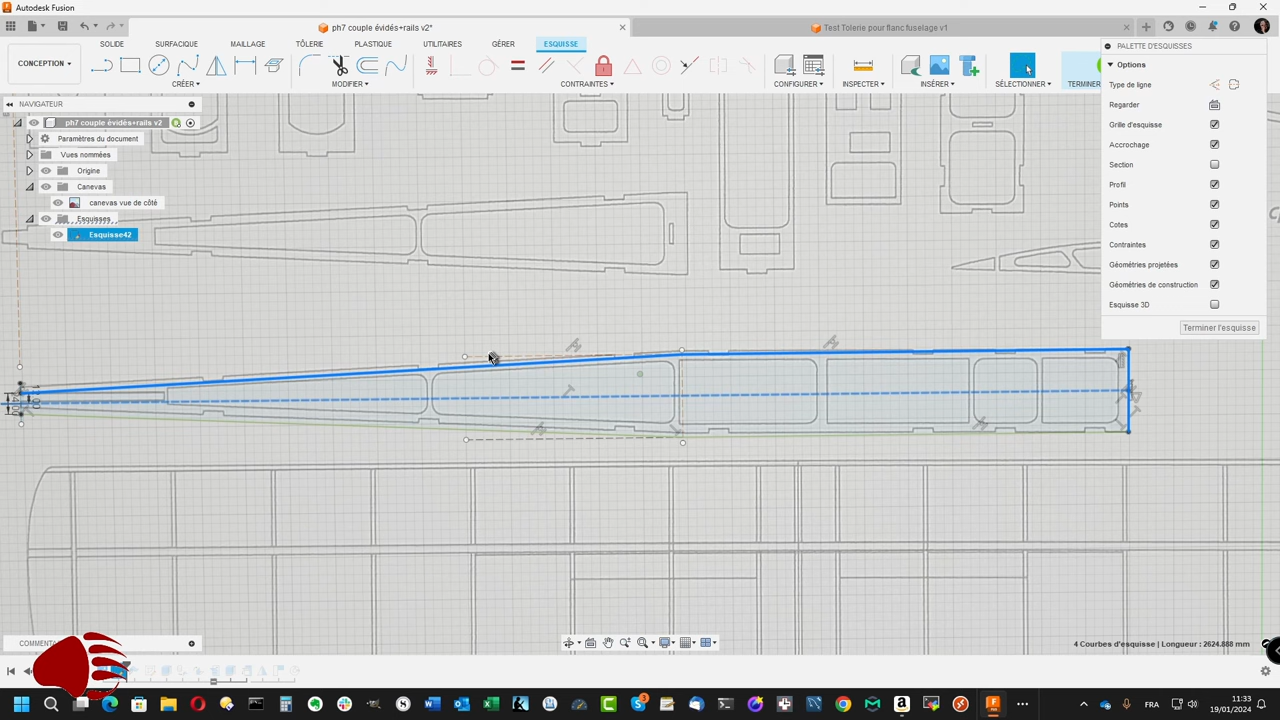 Autodesk Fusion
ph7 couple évidés+rails v2*
Test Tolerie pour flanc fuselage v1
CONCEPTION
SOLIDE
SURFACIQUE
MAILLAGE
TÔLERIE
PLASTIQUE
UTILITAIRES
GÉRER
ESQUISSE
CRÉER
MODIFIER
CONTRAINTES
CONFIGURER
INSPECTER
INSÉRER
SÉLECTIONNER
TERMINER
PALETTE D'ESQUISSES
Options
Type de ligne
Regarder
Grille d'esquisse
Accrochage
Section
Profil
Points
Cotes
Contraintes
Géométries projetées
Géométries de construction
Esquisse 3D
Terminer l'esquisse
NAVIGATEUR
ph7 couple évidés+rails v2
Paramètres du document
Vues nommées
Origine
Canevas
canevas vue de côté
Esquisses
Esquisse42
4 Courbes d'esquisse | Longueur : 2624.888 mm
FRA
11:33
19/01/2024